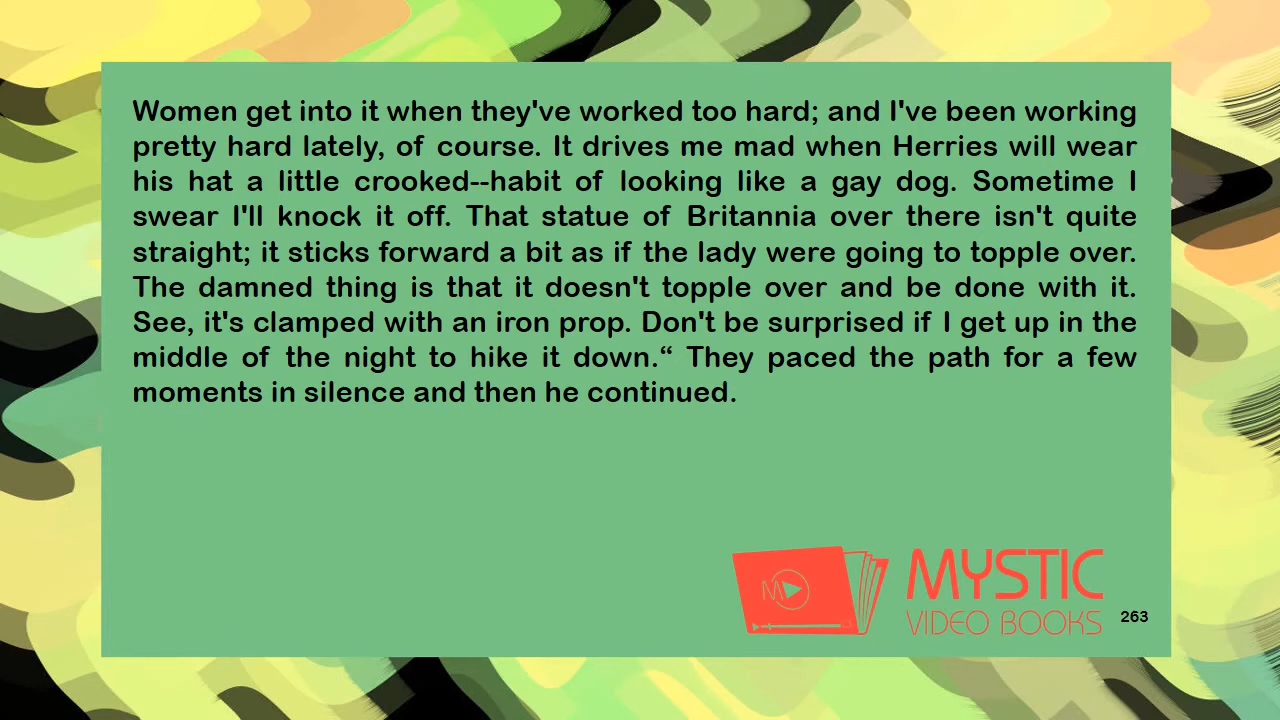 Women get into it when they've worked too hard; and I've been working
pretty hard lately, of course. It drives me mad when Herries will wear
his hat a little crooked--habit of looking like a gay dog. Sometime I
swear I'll knock it off. That statue of Britannia over there isn't quite
straight; it sticks forward a bit as if the lady were going to topple over.
The damned thing is that it doesn't topple over and be done with it.
See, it's clamped with an iron prop. Don't be surprised if I get up in the
middle of the night to hike it down.“ They paced the path for a few
moments in silence and then he continued.
M
MYSTIC
VIDEO BOOKS
263